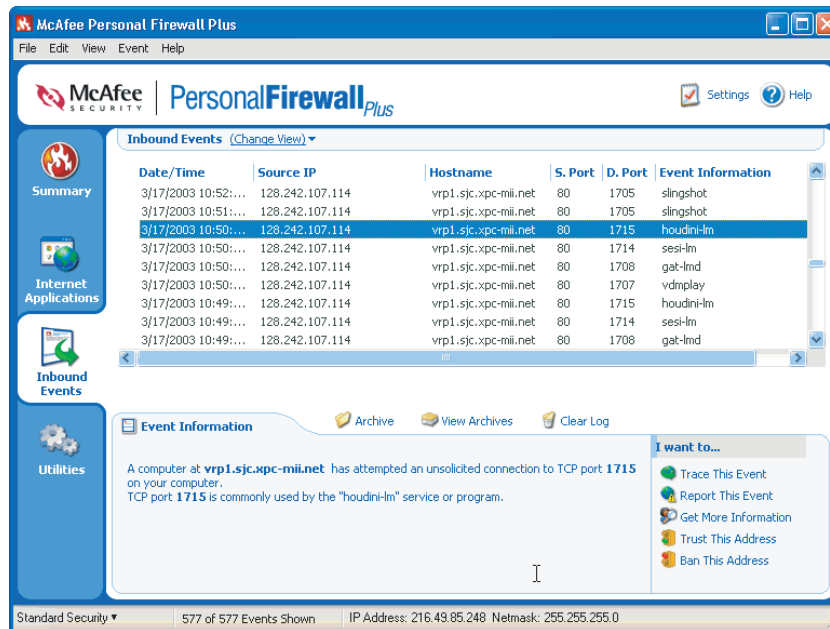 McAfee Personal Firewall Plus
File Edit View Event Help
McAfee SECURITY PersonalFirewall Plus Settings Help
Inbound Events (Change View)
Date/Time Source IP Hostname S. Port D. Port Event Information
3/17/2003 10:52:... 128.242.107.114 vrp1.sjc.xpc-mii.net 80 1705 slingshot
3/17/2003 10:51:... 128.242.107.114 vrp1.sjc.xpc-mii.net 80 1705 slingshot
3/17/2003 10:50:... 128.242.107.114 vrp1.sjc.xpc-mii.net 80 1715 houdini-lm
3/17/2003 10:50:... 128.242.107.114 vrp1.sjc.xpc-mii.net 80 1714 sesi-lm
3/17/2003 10:50:... 128.242.107.114 vrp1.sjc.xpc-mii.net 80 1708 gat-lmd
3/17/2003 10:50:... 128.242.107.114 vrp1.sjc.xpc-mii.net 80 1707 vdmplay
3/17/2003 10:49:... 128.242.107.114 vrp1.sjc.xpc-mii.net 80 1715 houdini-lm
3/17/2003 10:49:... 128.242.107.114 vrp1.sjc.xpc-mii.net 80 1714 sesi-lm
3/17/2003 10:49:... 128.242.107.114 vrp1.sjc.xpc-mii.net 80 1708 gat-lmd
Summary
Internet
Applications
Inbound
Events
Utilities
Event Information Archive View Archives Clear Log
A computer at vrp1.sjc.xpc-mii.net has attempted an unsolicited connection to TCP port 1715
on your computer.
TCP port 1715 is commonly used by the "houdini-lm" service or program.
I want to...
Trace This Event
Report This Event
Get More Information
Trust This Address
Ban This Address
Standard Security 577 of 577 Events Shown IP Address: 216.49.85.248 Netmask: 255.255.255.0